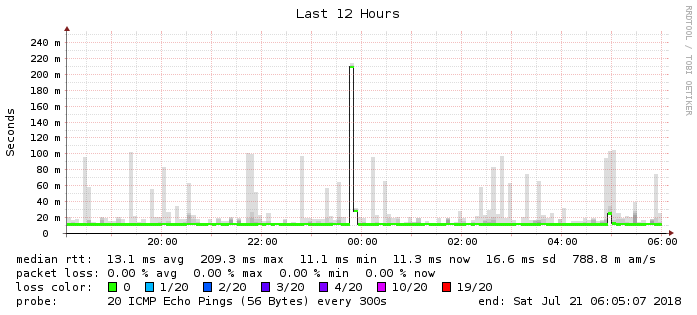 Last 12 Hours
RRDTOOL / TOBI OETIKER
Seconds
240 m
220 m
200 m
180 m
160 m
140 m
120 m
100 m
80 m
60 m
40 m
20 m
0
20:00 22:00 00:00 02:00 04:00 06:00
median rtt: 13.1 ms avg 209.3 ms max 11.1 ms min 11.3 ms now 16.6 ms sd 788.8 m am/s
packet loss: 0.00 % avg 0.00 % max 0.00 % min 0.00 % now
loss color: 0 1/20 2/20 3/20 4/20 10/20 19/20
probe: 20 ICMP Echo Pings (56 Bytes) every 300s end: Sat Jul 21 06:05:07 2018